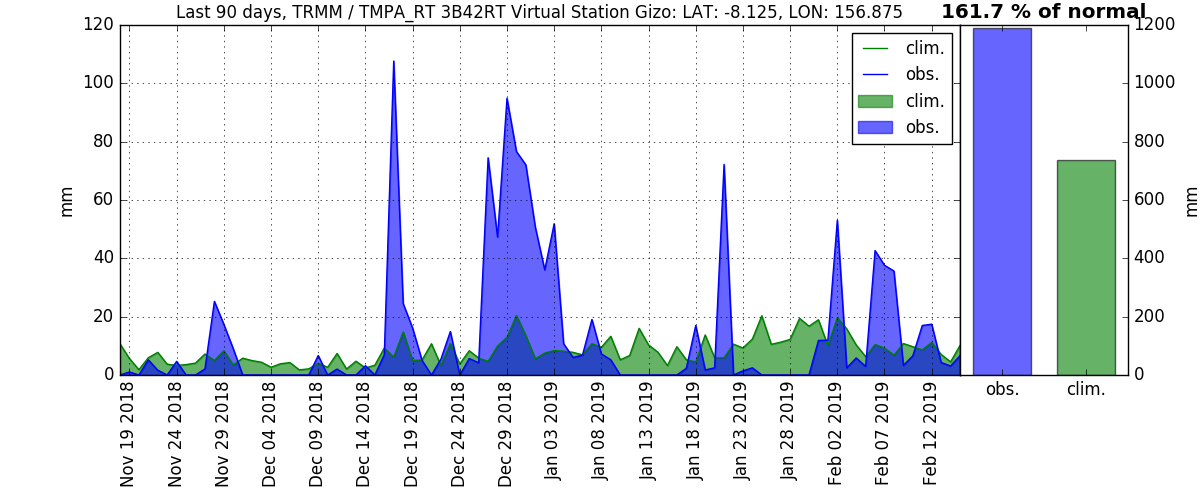 Last 90 days, TRMM / TMPA_RT 3B42RT Virtual Station Gizo: LAT: -8.125, LON: 156.875
161.7 % of normal
120
100
80
60
40
20
0
mm
clim.
obs.
clim.
obs.
1200
1000
800
600
400
200
0
mm
obs.
clim.
Nov 19 2018
Nov 24 2018
Nov 29 2018
Dec 04 2018
Dec 09 2018
Dec 14 2018
Dec 19 2018
Dec 24 2018
Dec 29 2018
Jan 03 2019
Jan 08 2019
Jan 13 2019
Jan 18 2019
Jan 23 2019
Jan 28 2019
Feb 02 2019
Feb 07 2019
Feb 12 2019